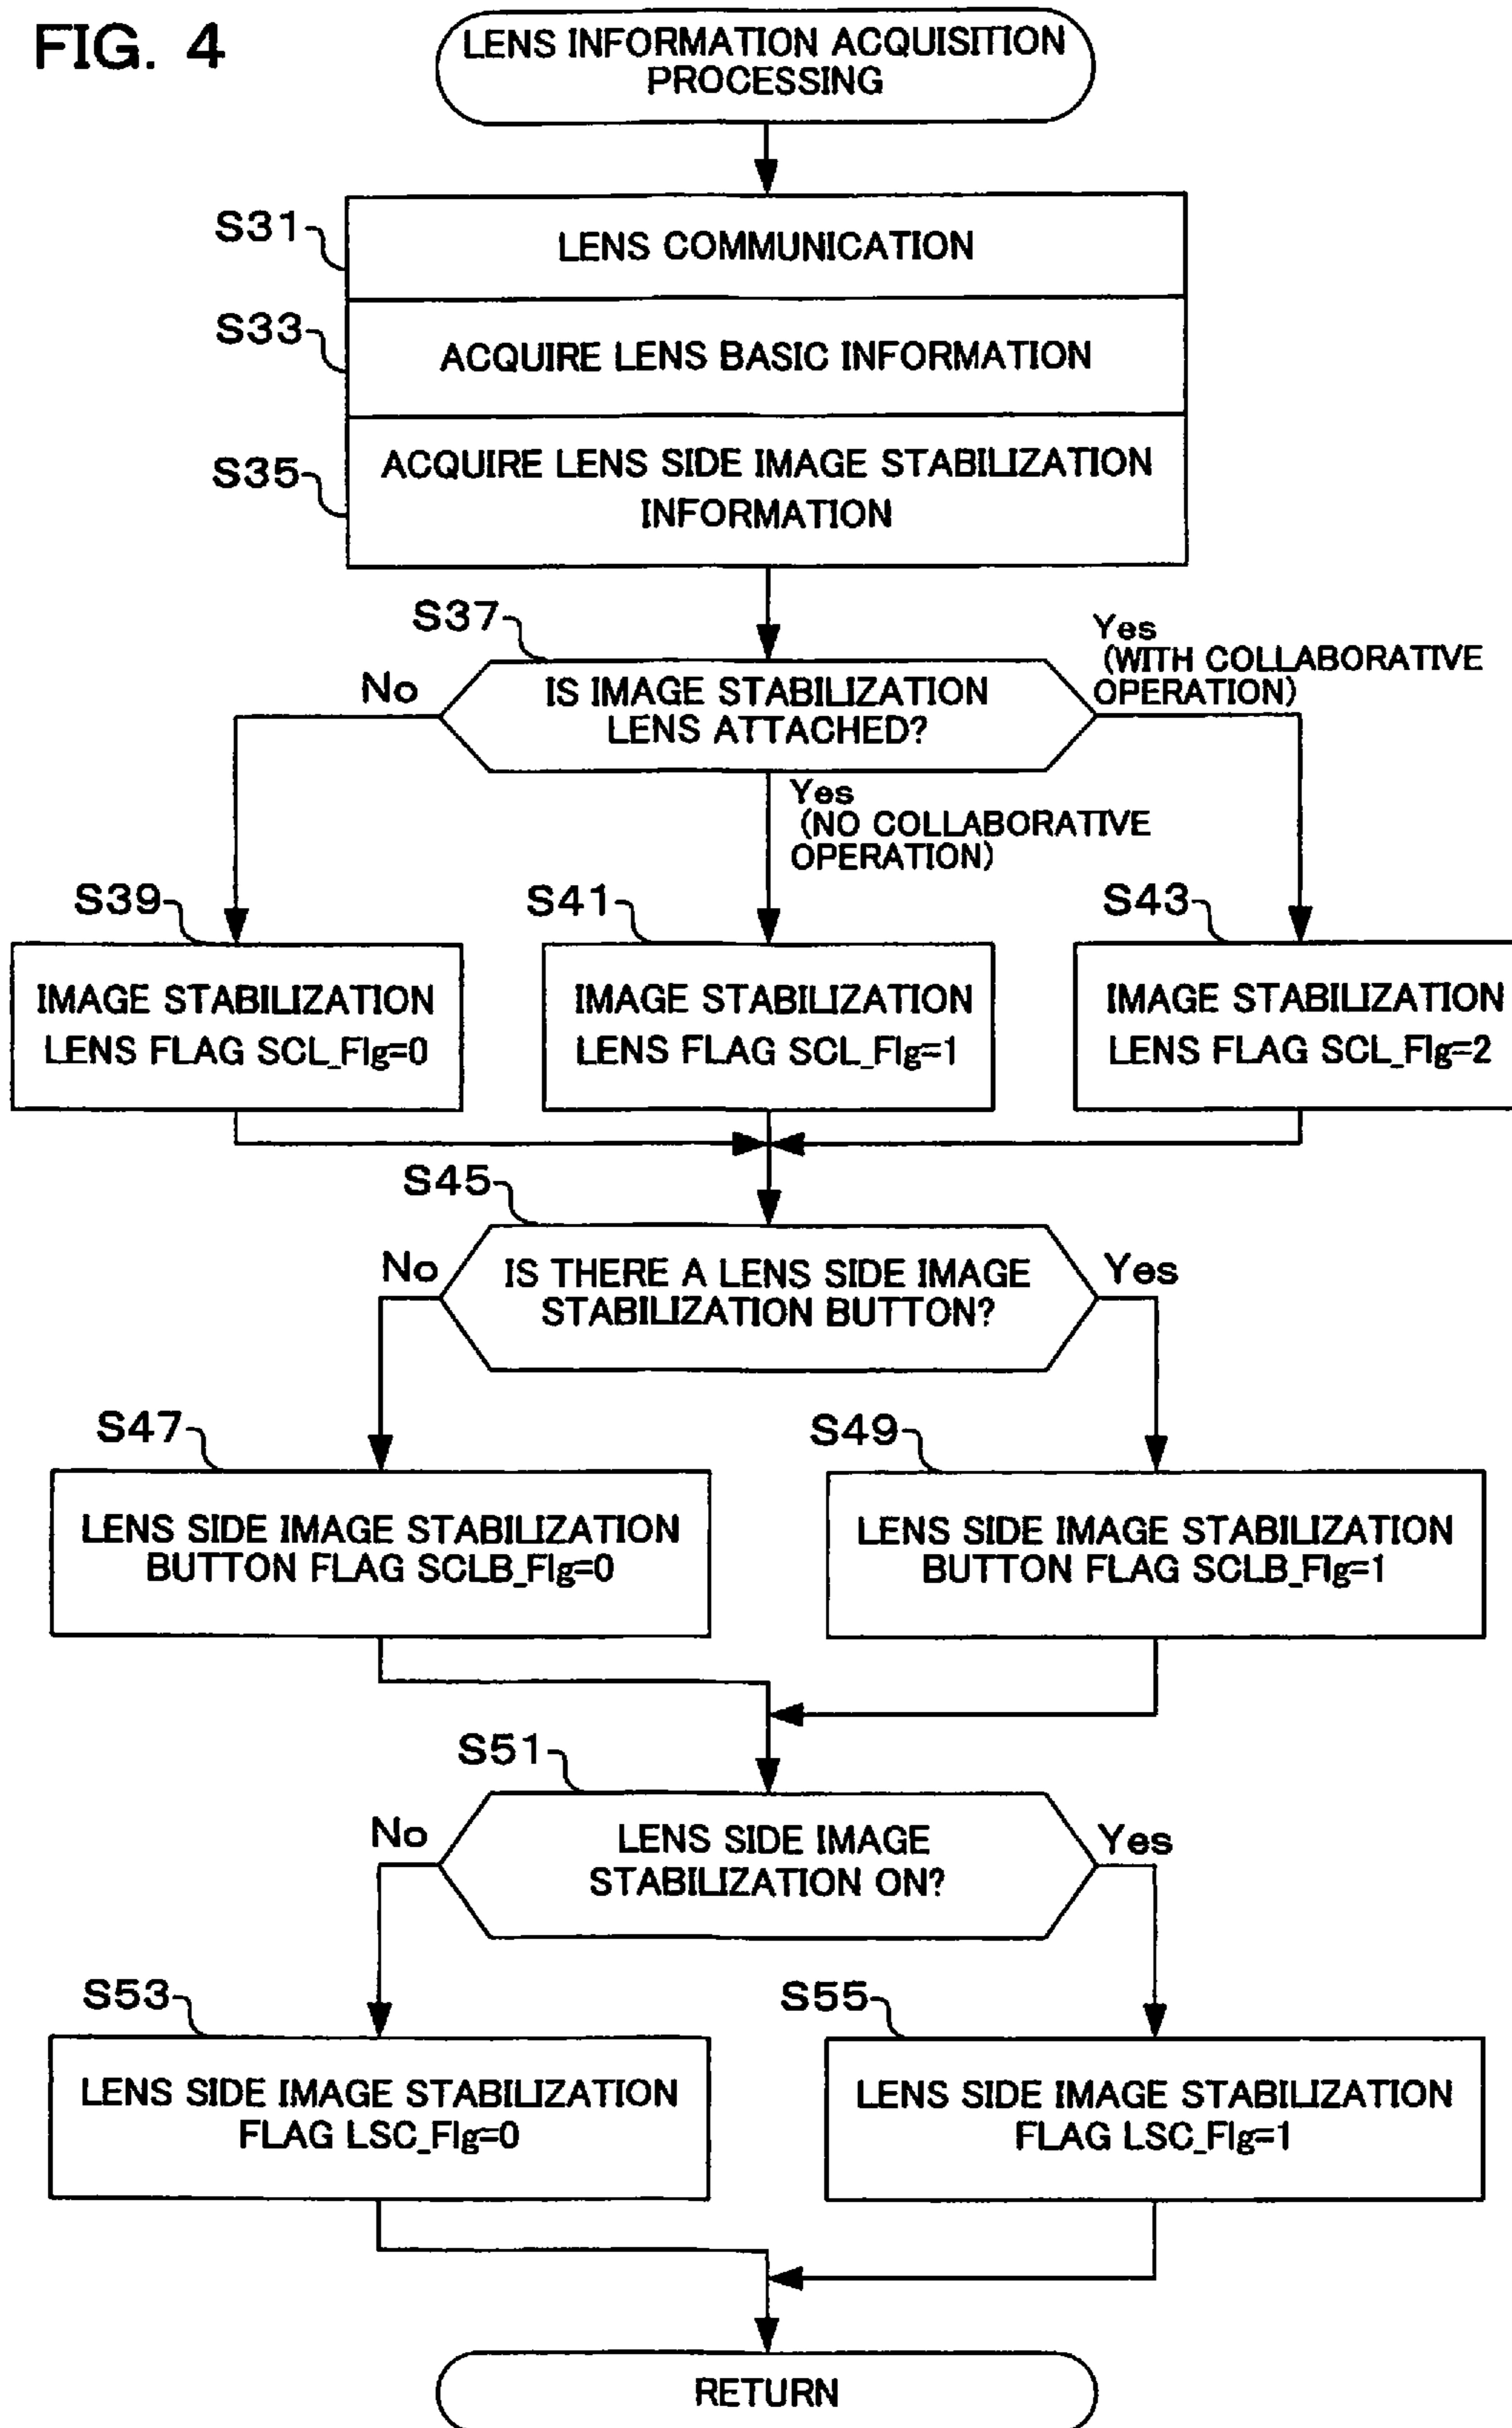 FIG. 4
LENS INFORMATION ACQUISITION
PROCESSING
S31
LENS COMMUNICATION
S33
ACQUIRE LENS BASIC INFORMATION
S35
ACQUIRE LENS SIDE IMAGE STABILIZATION
INFORMATION
S37
IS IMAGE STABILIZATION
LENS ATTACHED?
No
Yes
(NO COLLABORATIVE
OPERATION)
Yes
(WITH COLLABORATIVE
OPERATION)
S39
IMAGE STABILIZATION
LENS FLAG SCL_Flg=0
S41
IMAGE STABILIZATION
LENS FLAG SCL_Flg=1
S43
IMAGE STABILIZATION
LENS FLAG SCL_Flg=2
S45
No
IS THERE A LENS SIDE IMAGE
STABILIZATION BUTTON?
Yes
S47
LENS SIDE IMAGE STABILIZATION
BUTTON FLAG SCLB_Flg=0
S49
LENS SIDE IMAGE STABILIZATION
BUTTON FLAG SCLB_Flg=1
S51
No
LENS SIDE IMAGE
STABILIZATION ON?
Yes
S53
LENS SIDE IMAGE STABILIZATION
FLAG LSC_Flg=0
S55
LENS SIDE IMAGE STABILIZATION
FLAG LSC_Flg=1
RETURN